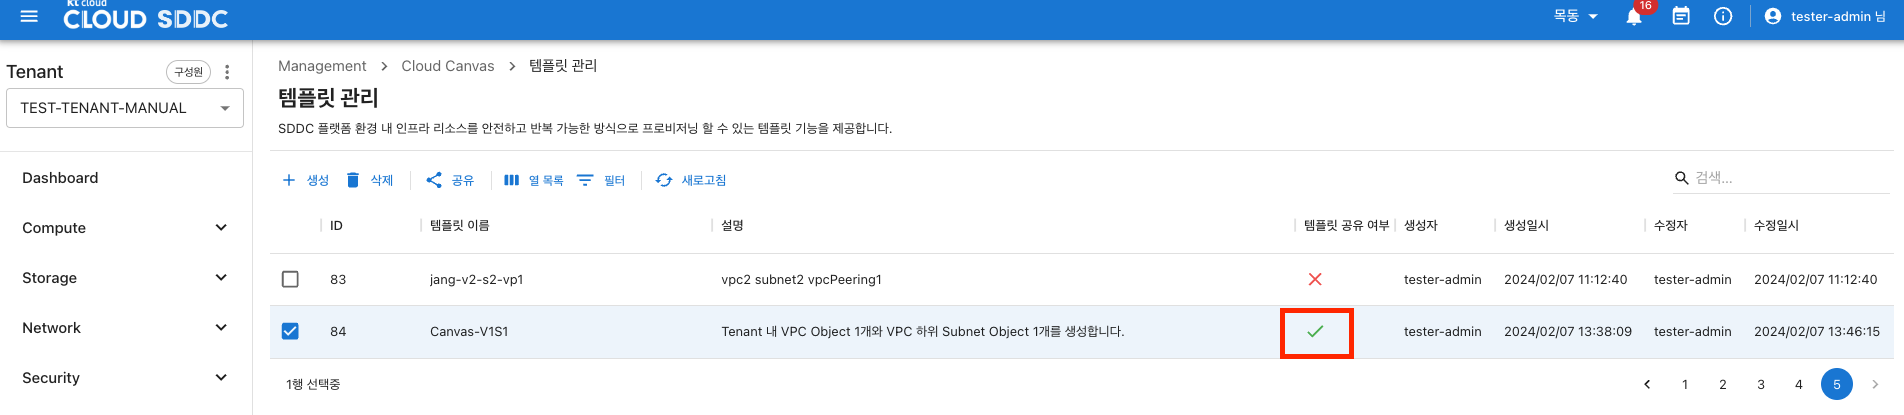 kt cloud
CLOUD SDDC
목동
16
tester-admin 님
Tenant
구성원
TEST-TENANT-MANUAL
Dashboard
Compute
Storage
Network
Security
Management > Cloud Canvas > 템플릿 관리
템플릿 관리
SDDC 플랫폼 환경 내 인프라 리소스를 안전하고 반복 가능한 방식으로 프로비저닝 할 수 있는 템플릿 기능을 제공합니다.
+ 생성 삭제 공유 열 목록 필터 새로고침 검색...
ID 템플릿 이름 설명 템플릿 공유 여부 생성자 생성일시 수정자 수정일시
83 jang-v2-s2-vp1 vpc2 subnet2 vpcPeering1 tester-admin 2024/02/07 11:12:40 tester-admin 2024/02/07 11:12:40
84 Canvas-V1S1 Tenant 내 VPC Object 1개와 VPC 하위 Subnet Object 1개를 생성합니다. tester-admin 2024/02/07 13:38:09 tester-admin 2024/02/07 13:46:15
1행 선택중
1 2 3 4 5